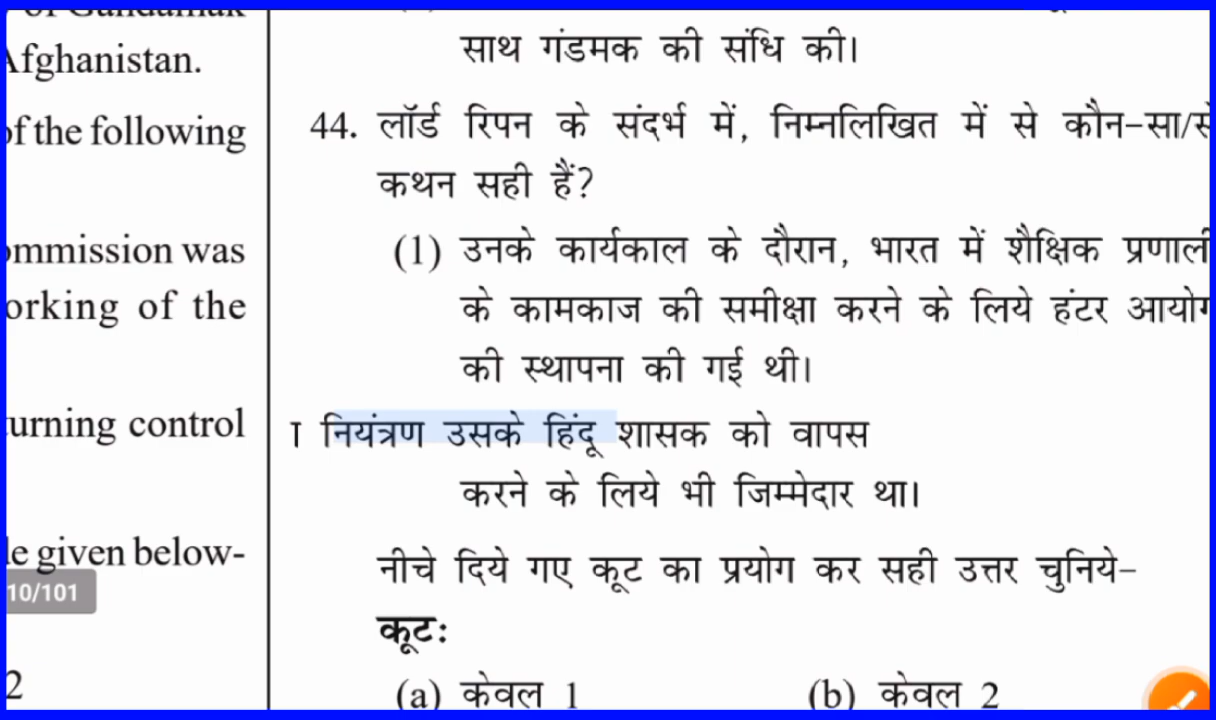 Afghanistan.
of the following
ommission was
orking of the
urning control
le given below-
10/101
2
साथ गंडमक की संधि की।
44. लॉर्ड रिपन के संदर्भ में, निम्नलिखित में से कौन-सा/से
कथन सही हैं?
(1) उनके कार्यकाल के दौरान, भारत में शैक्षिक प्रणाली
के कामकाज की समीक्षा करने के लिये हंटर आयोग
की स्थापना की गई थी।
ा नियंत्रण उसके हिंदू शासक को वापस
करने के लिये भी जिम्मेदार था।
नीचे दिये गए कूट का प्रयोग कर सही उत्तर चुनिये-
कूटः
(a) केवल 1 (b) केवल 2